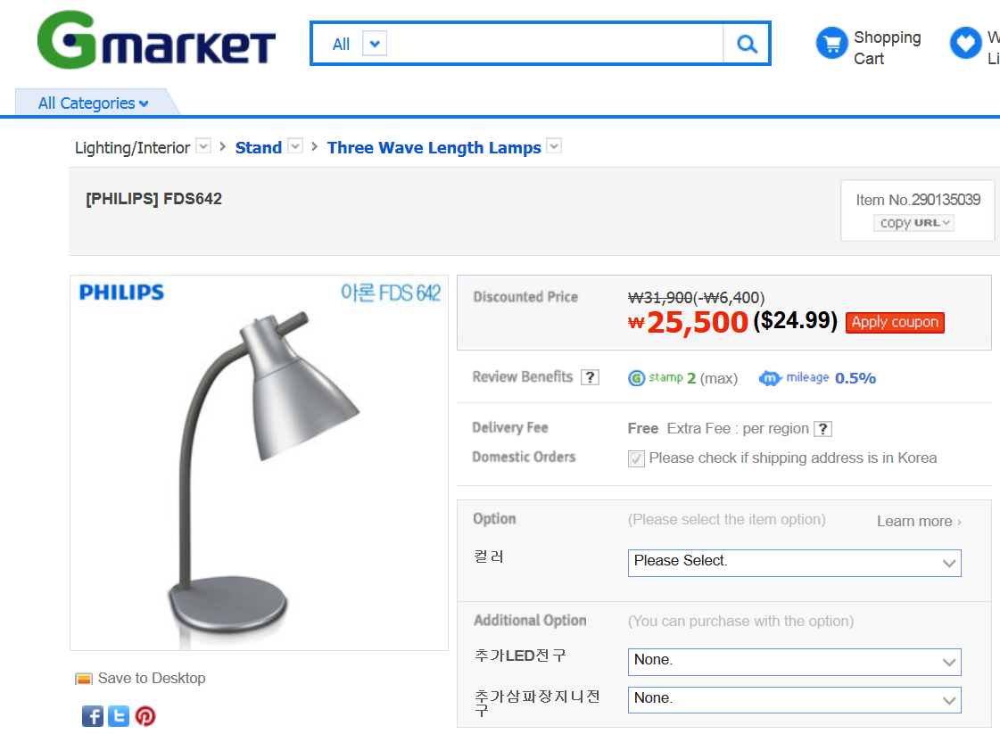 Gmarket
All
Shopping
Cart
W
Li
All Categories
Lighting/Interior > Stand > Three Wave Length Lamps
[PHILIPS] FDS642
Item No.290135039
copy URL
PHILIPS
아론 FDS 642
Discounted Price
₩31,900(-₩6,400)
₩25,500 ($24.99) Apply coupon
Review Benefits ? G stamp 2 (max) m mileage 0.5%
Delivery Fee Free Extra Fee : per region ?
Domestic Orders Please check if shipping address is in Korea
Option (Please select the item option) Learn more ›
컬러 Please Select.
Additional Option (You can purchase with the option)
추가LED전구 None.
추가삼파장지니전
구
None.
Save to Desktop